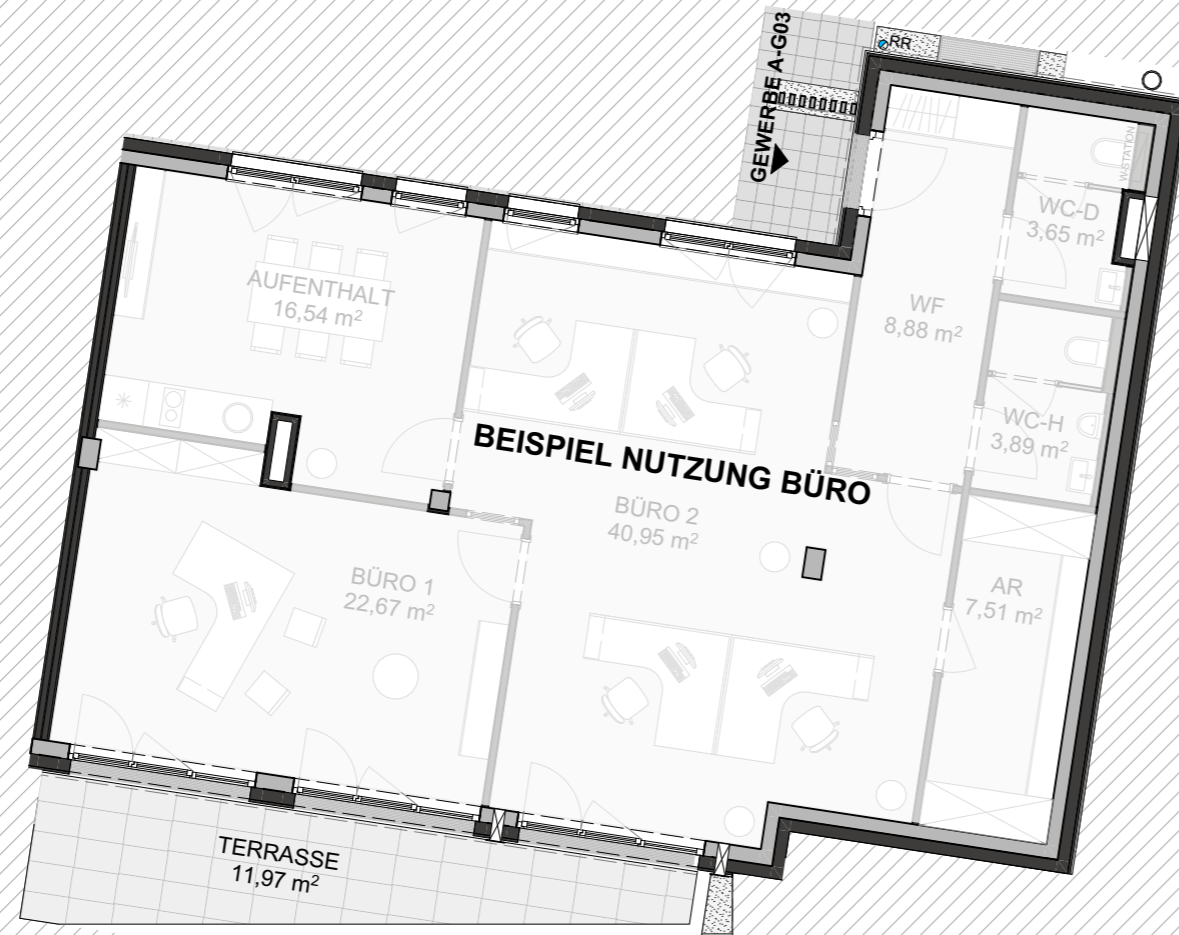 GEWERBE A-G03
RR
W-STATION
WC-D
3,65 m²
AUFENTHALT
16,54 m²
WF
8,88 m²
WC-H
3,89 m²
BEISPIEL NUTZUNG BÜRO
BÜRO 2
40,95 m²
BÜRO 1
22,67 m²
AR
7,51 m²
TERRASSE
11,97 m²